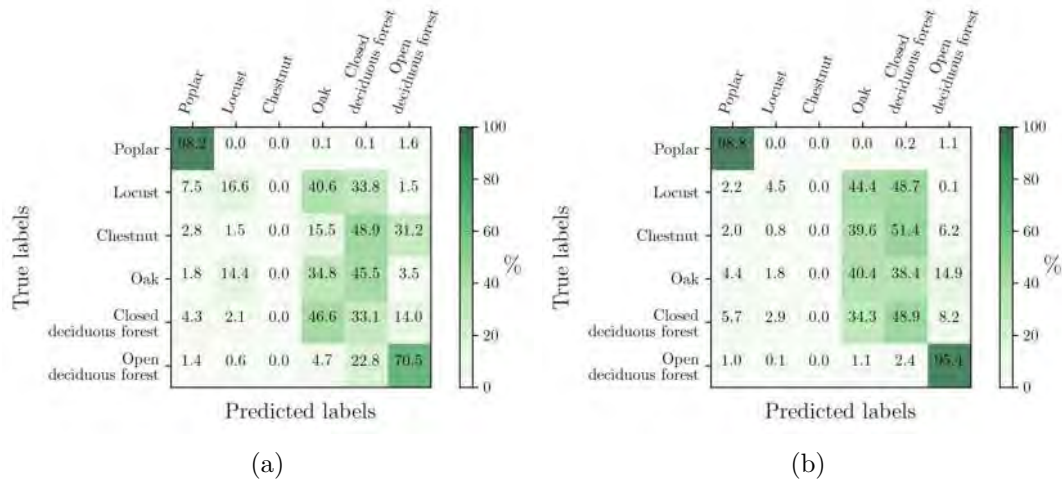 Poplar Locust Chestnut Oak Closed deciduous forest Open deciduous forest
Poplar 98.2 0.0 0.0 0.1 0.1 1.6
Locust 7.5 16.6 0.0 40.6 33.8 1.5
Chestnut 2.8 1.5 0.0 15.5 48.9 31.2
Oak 1.8 14.4 0.0 34.8 45.5 3.5
Closed deciduous forest 4.3 2.1 0.0 46.6 33.1 14.0
Open deciduous forest 1.4 0.6 0.0 4.7 22.8 70.5
True labels
Predicted labels
100
80
60
40
20
0
%
(a)
Poplar Locust Chestnut Oak Closed deciduous forest Open deciduous forest
Poplar 98.8 0.0 0.0 0.0 0.2 1.1
Locust 2.2 4.5 0.0 44.4 48.7 0.1
Chestnut 2.0 0.8 0.0 39.6 51.4 6.2
Oak 4.4 1.8 0.0 40.4 38.4 14.9
Closed deciduous forest 5.7 2.9 0.0 34.3 48.9 8.2
Open deciduous forest 1.0 0.1 0.0 1.1 2.4 95.4
True labels
Predicted labels
100
80
60
40
20
0
%
(b)